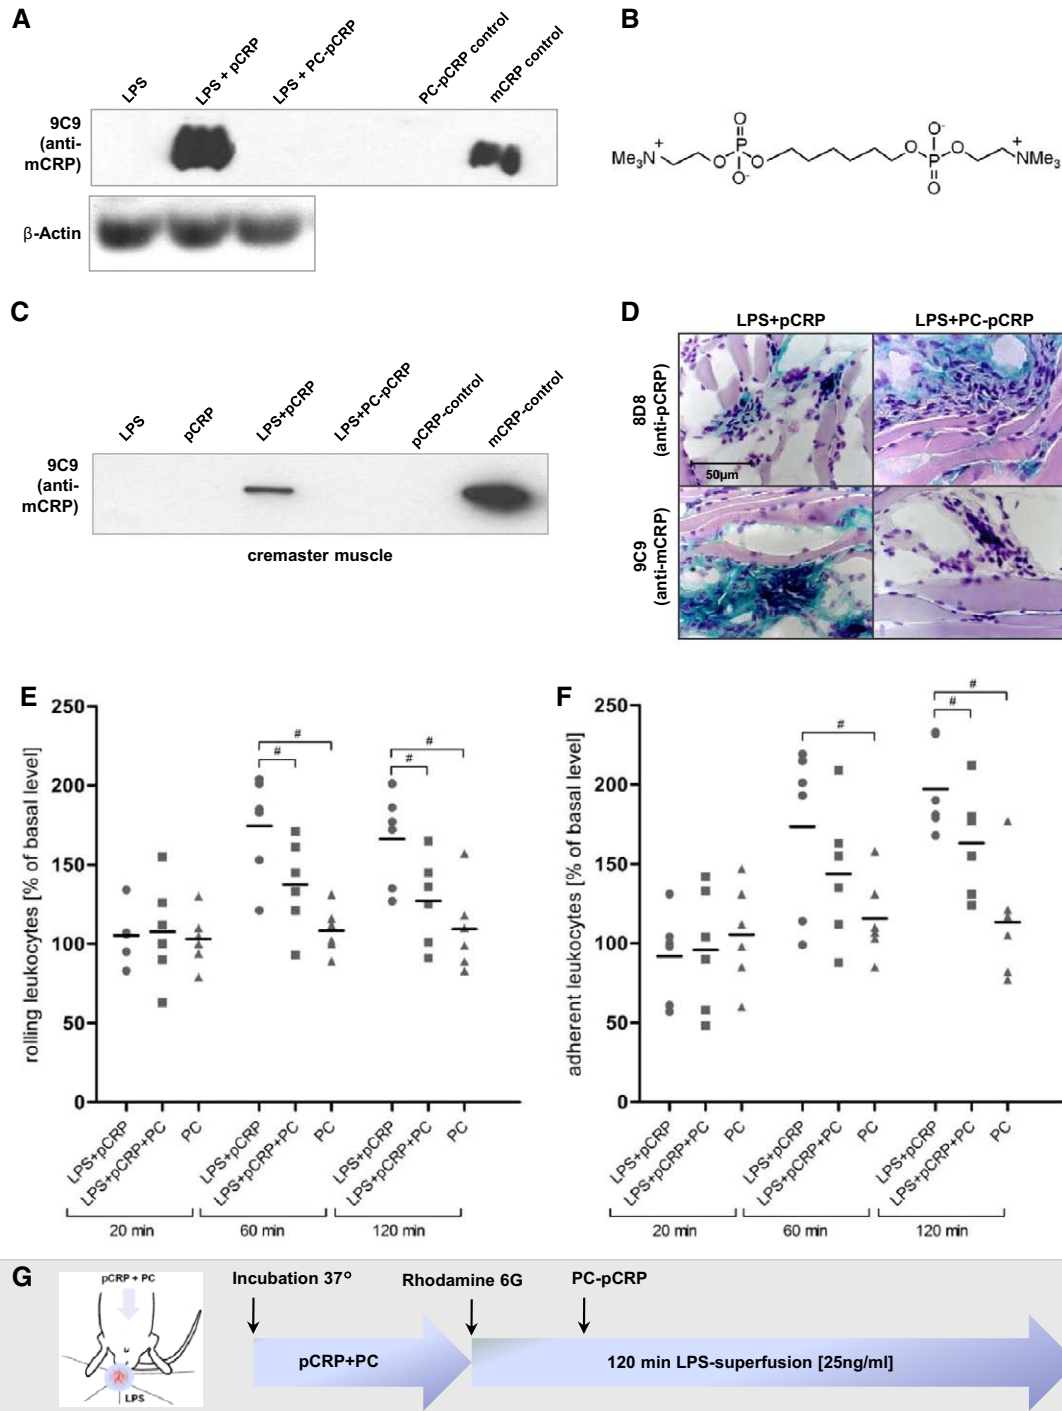 A
LPS
LPS + pCRP
LPS + PC-pCRP
PC-pCRP control
mCRP control
9C9
(anti-
mCRP)
β-Actin
B
Me3N
+
O
P
O
O-
O
O
O-
P
O
O
+
NMe3
C
LPS
pCRP
LPS+pCRP
LPS+PC-pCRP
pCRP-control
mCRP-control
9C9
(anti-
mCRP)
cremaster muscle
D
LPS+pCRP
LPS+PC-pCRP
8D8
(anti-pCRP)
50µm
9C9
(anti-mCRP)
E
rolling leukocytes [% of basal level]
250
200
150
100
50
0
#
#
#
#
LPS+pCRP
LPS+pCRP+PC
PC
LPS+pCRP
LPS+pCRP+PC
PC
LPS+pCRP
LPS+pCRP+PC
PC
20 min
60 min
120 min
F
adherent leukocytes [% of basal level]
250
200
150
100
50
0
#
#
#
LPS+pCRP
LPS+pCRP+PC
PC
LPS+pCRP
LPS+pCRP+PC
PC
LPS+pCRP
LPS+pCRP+PC
PC
20 min
60 min
120 min
G
pCRP + PC
LPS
Incubation 37°
Rhodamine 6G
PC-pCRP
pCRP+PC
120 min LPS-superfusion [25ng/ml]